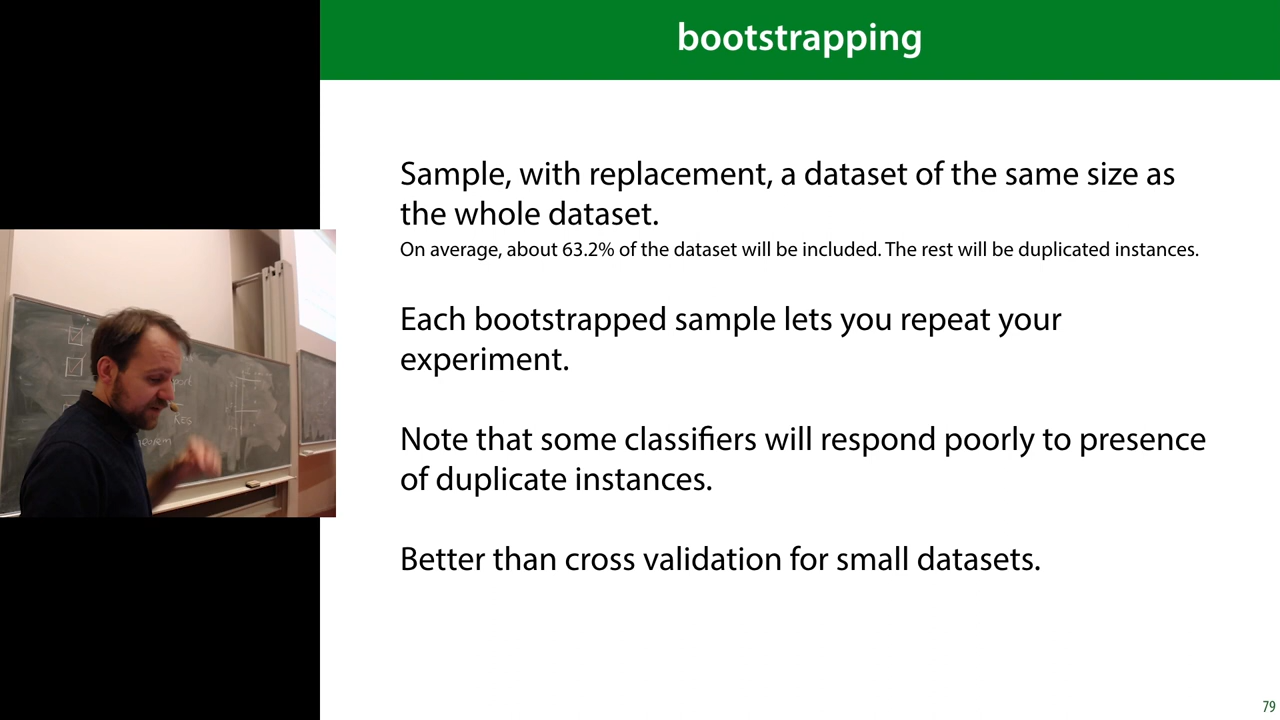 bootstrapping
Sample, with replacement, a dataset of the same size as
the whole dataset.
On average, about 63.2% of the dataset will be included. The rest will be duplicated instances.
Each bootstrapped sample lets you repeat your
experiment.
Note that some classifiers will respond poorly to presence
of duplicate instances.
Better than cross validation for small datasets.
79